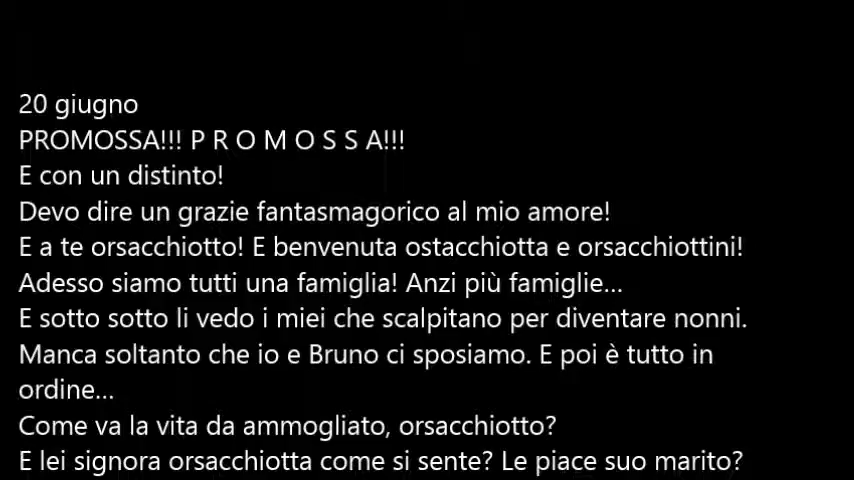 20 giugno
PROMOSSA!!! P R O M O S S A!!!
E con un distinto!
Devo dire un grazie fantasmagorico al mio amore!
E a te orsacchiotto! E benvenuta ostacchiotta e orsacchiottini!
Adesso siamo tutti una famiglia! Anzi più famiglie...
E sotto sotto li vedo i miei che scalpitano per diventare nonni.
Manca soltanto che io e Bruno ci sposiamo. E poi è tutto in
ordine...
Come va la vita da ammogliato, orsacchiotto?
E lei signora orsacchiotta come si sente? Le piace suo marito?